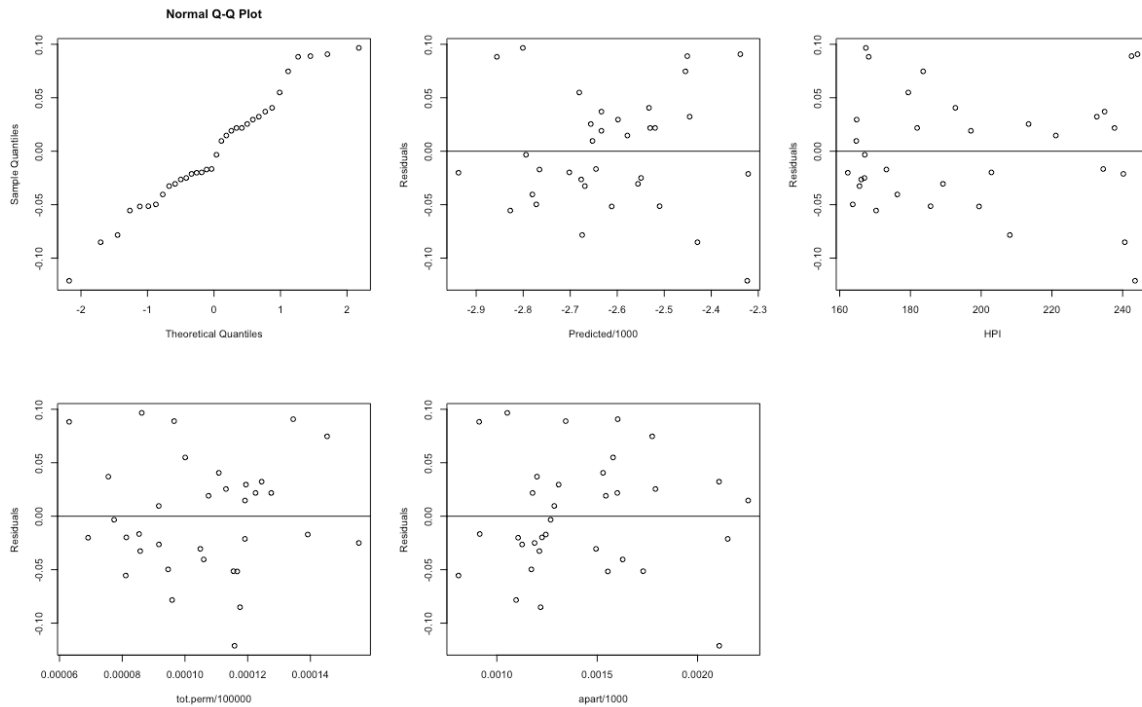 Normal Q-Q Plot
Sample Quantiles
0.10
0.05
0.00
-0.05
-0.10
-2 -1 0 1 2
Theoretical Quantiles
Residuals
0.10
0.05
0.00
-0.05
-0.10
-2.9 -2.8 -2.7 -2.6 -2.5 -2.4 -2.3
Predicted/1000
Residuals
0.10
0.05
0.00
-0.05
-0.10
160 180 200 220 240
HPI
Residuals
0.10
0.05
0.00
-0.05
-0.10
0.00006 0.00008 0.00010 0.00012 0.00014
tot.perm/100000
Residuals
0.10
0.05
0.00
-0.05
-0.10
0.0010 0.0015 0.0020
apart/1000